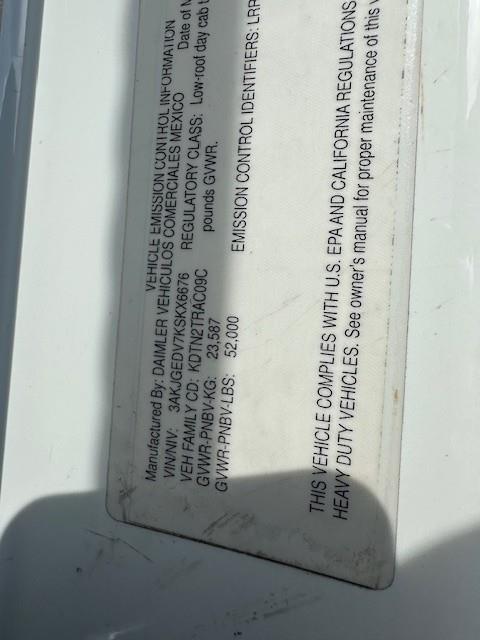 VEHICLE EMISSION CONTROL INFORMATION
Manufactured By: DAIMLER VEHICULOS COMERCIALES MEXICO Date of
VIN/NIV: 3AKJGEDV7KSKX6676 REGULATORY CLASS: Low-roof day cab
VEH FAMILY CD: KDTN2TRAC09C pounds GVWR.
GVWR-PNBV-KG: 23,587
GVWR-PNBV-LBS: 52,000 EMISSION CONTROL IDENTIFIERS:
THIS VEHICLE COMPLIES WITH U.S. EPA AND CALIFORNIA REGULATIONS
HEAVY DUTY VEHICLES. See owner's manual for proper maintenance of this